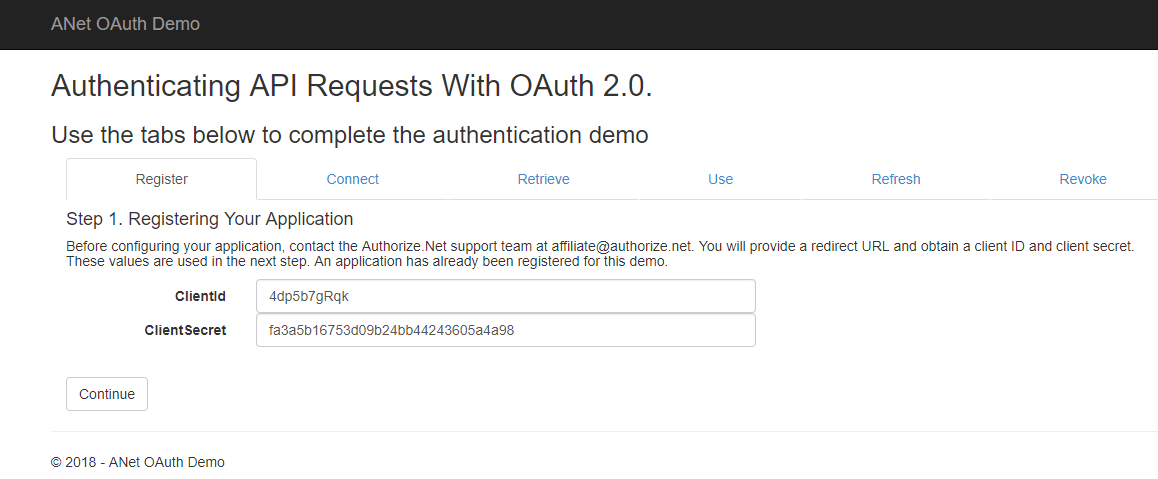 ANet OAuth Demo
Authenticating API Requests With OAuth 2.0.
Use the tabs below to complete the authentication demo
Register Connect Retrieve Use Refresh Revoke
Step 1. Registering Your Application
Before configuring your application, contact the Authorize.Net support team at affiliate@authorize.net. You will provide a redirect URL and obtain a client ID and client secret.
These values are used in the next step. An application has already been registered for this demo.
ClientId 4dp5b7gRqk
ClientSecret fa3a5b16753d09b24bb44243605a4a98
Continue
© 2018 - ANet OAuth Demo